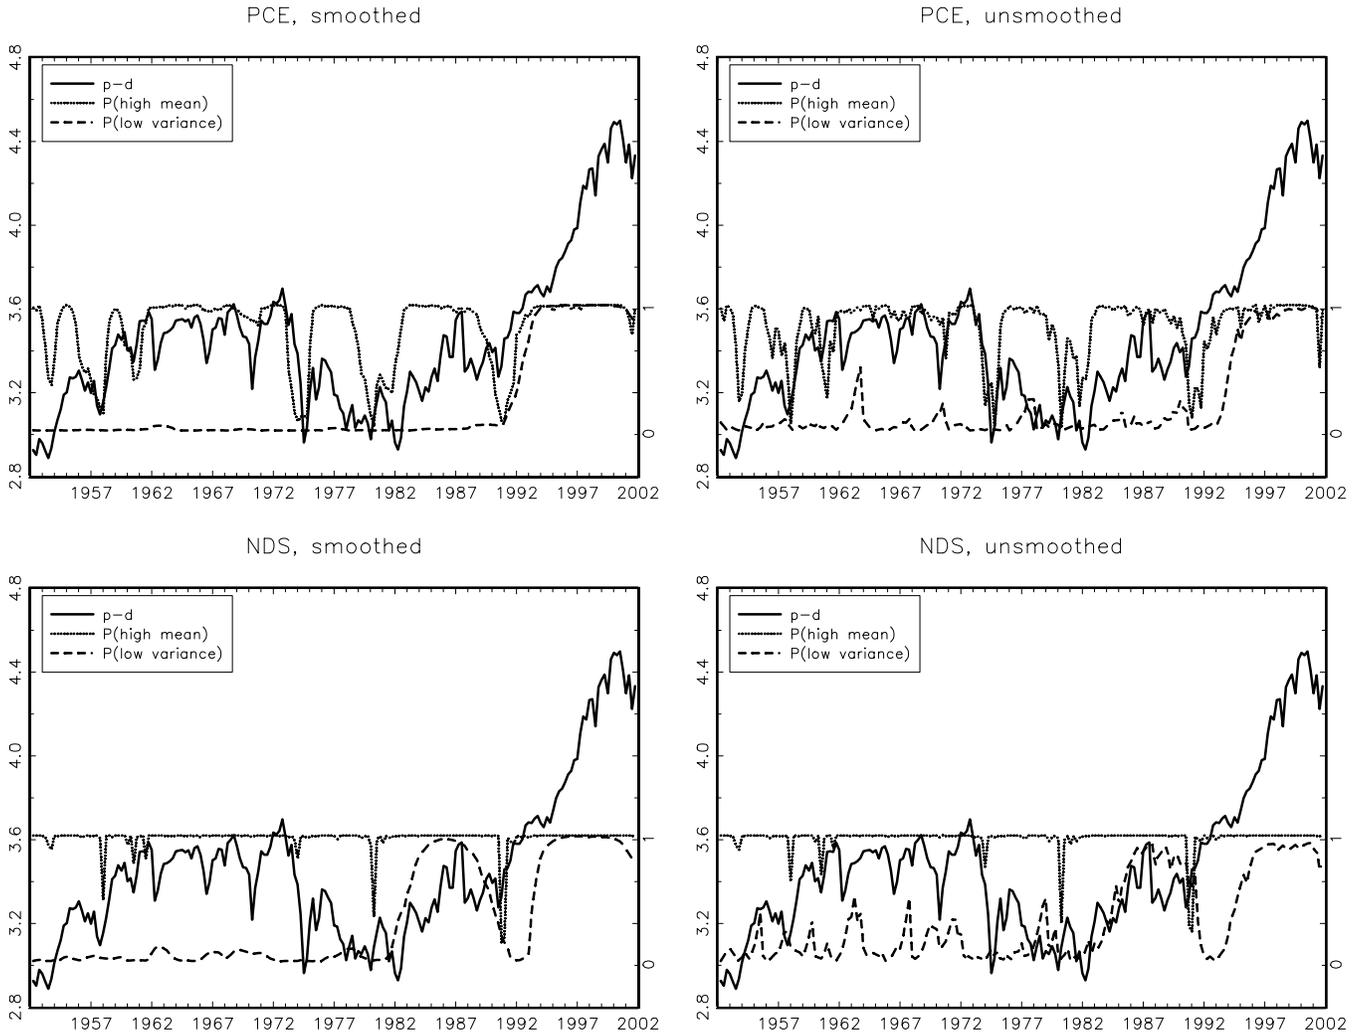 PCE, smoothed
4.8
4.4
4.0
3.6
3.2
2.8
p-d
P(high mean)
P(low variance)
1
0
1957 1962 1967 1972 1977 1982 1987 1992 1997 2002
PCE, unsmoothed
4.8
4.4
4.0
3.6
3.2
2.8
p-d
P(high mean)
P(low variance)
1
0
1957 1962 1967 1972 1977 1982 1987 1992 1997 2002
NDS, smoothed
4.8
4.4
4.0
3.6
3.2
2.8
p-d
P(high mean)
P(low variance)
1
0
1957 1962 1967 1972 1977 1982 1987 1992 1997 2002
NDS, unsmoothed
4.8
4.4
4.0
3.6
3.2
2.8
p-d
P(high mean)
P(low variance)
1
0
1957 1962 1967 1972 1977 1982 1987 1992 1997 2002